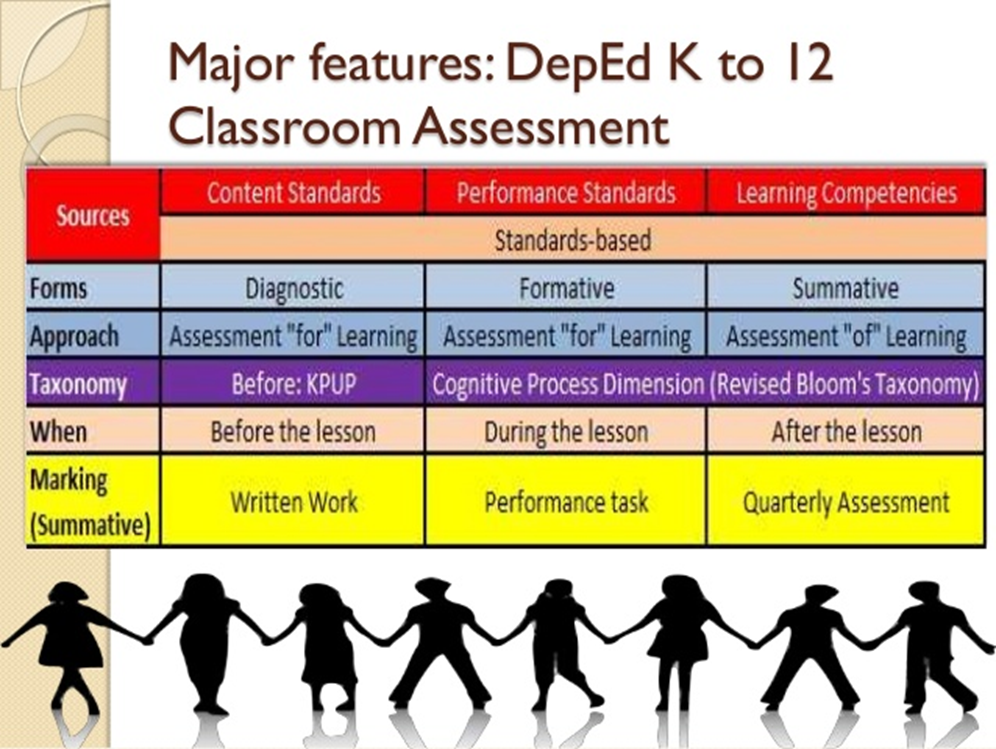 Major features: DepEd K to 12
Classroom Assessment
Sources
Content Standards
Performance Standards
Learning Competencies
Standards-based
Forms
Diagnostic
Formative
Summative
Approach
Assessment "for" Learning
Assessment "for" Learning
Assessment "of" Learning
Taxonomy
Before: KPUP
Cognitive Process Dimension (Revised Bloom's Taxonomy)
When
Before the lesson
During the lesson
After the lesson
Marking
(Summative)
Written Work
Performance task
Quarterly Assessment